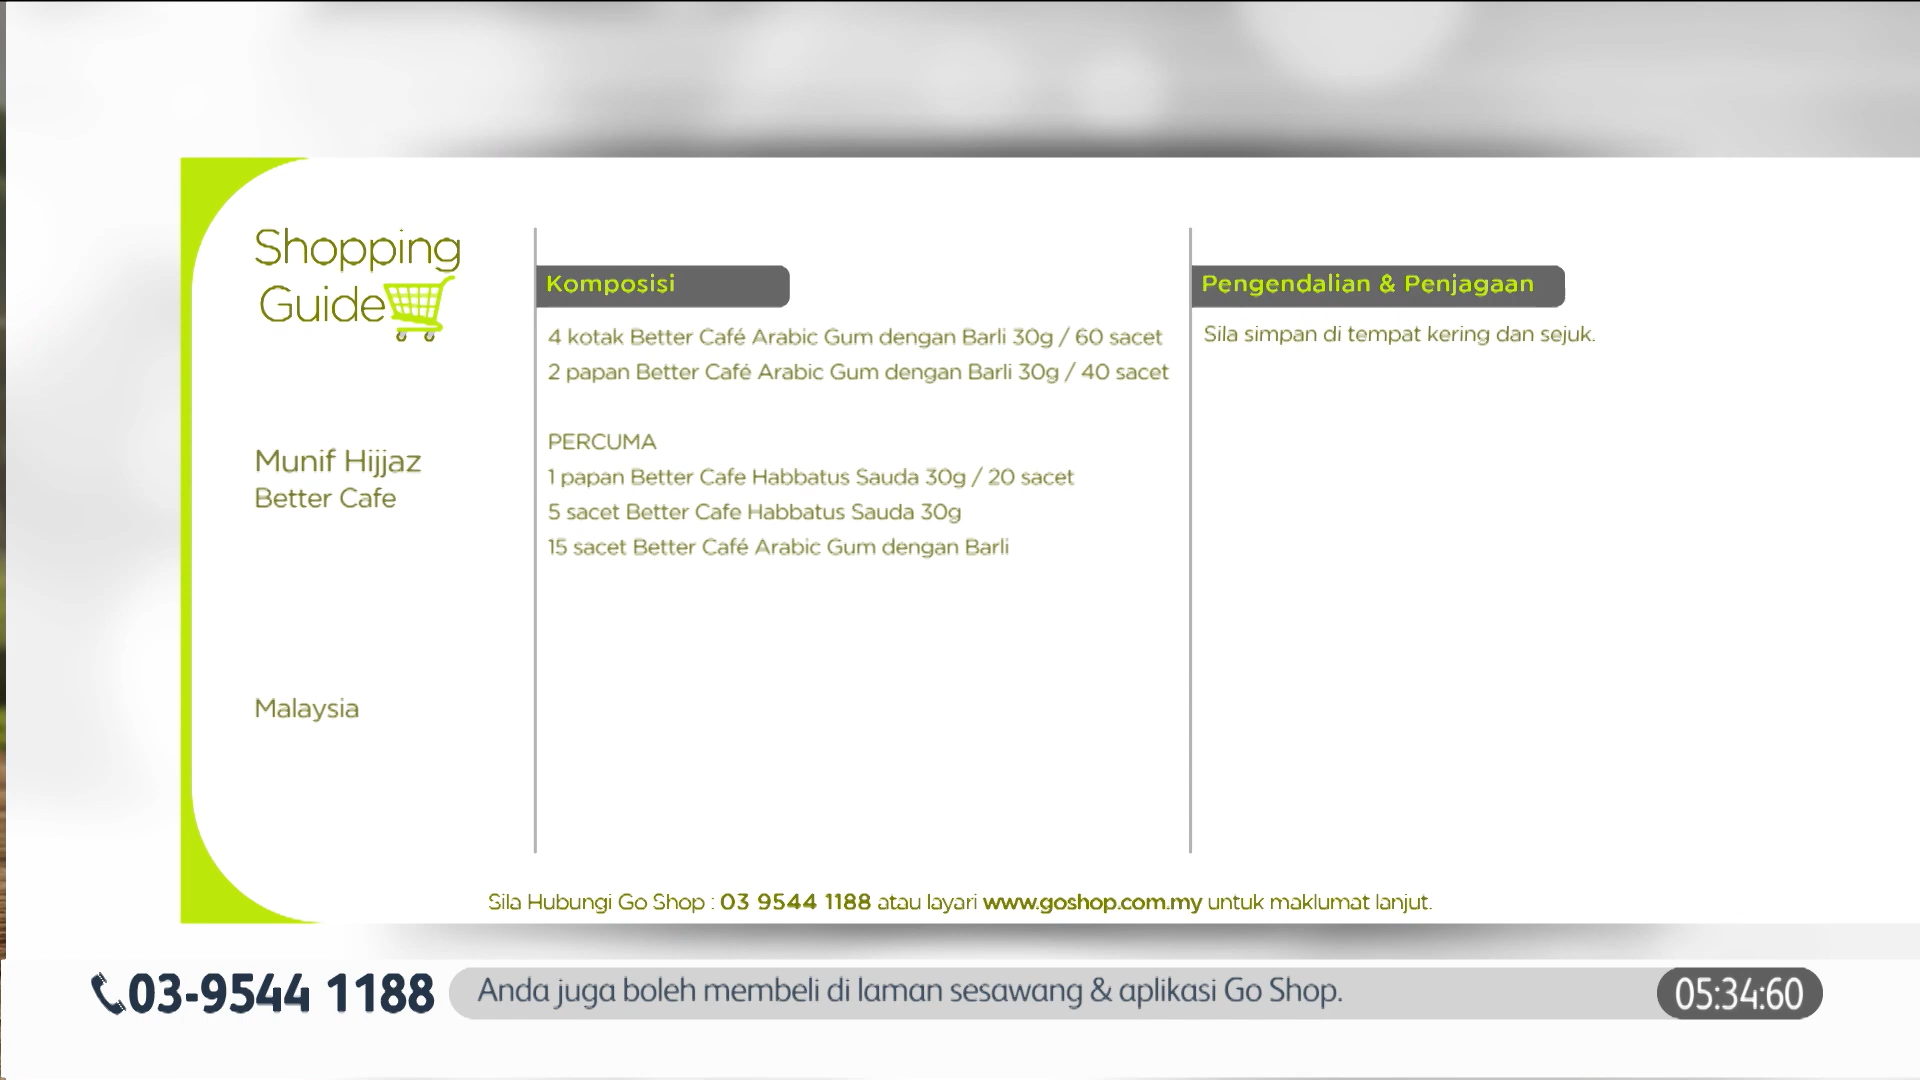 Shopping
Guide
Munif Hijjaz
Better Cafe
Malaysia
Komposisi
4 kotak Better Café Arabic Gum dengan Barli 30g / 60 sacet
2 papan Better Café Arabic Gum dengan Barli 30g / 40 sacet
PERCUMA
1 papan Better Cafe Habbatus Sauda 30g / 20 sacet
5 sacet Better Cafe Habbatus Sauda 30g
15 sacet Better Café Arabic Gum dengan Barli
Pengendalian & Penjagaan
Sila simpan di tempat kering dan sejuk.
Sila Hubungi Go Shop : 03 9544 1188 atau layari www.goshop.com.my untuk maklumat lanjut.
03-9544 1188
Anda juga boleh membeli di laman sesawang & aplikasi Go Shop.
05:34:60